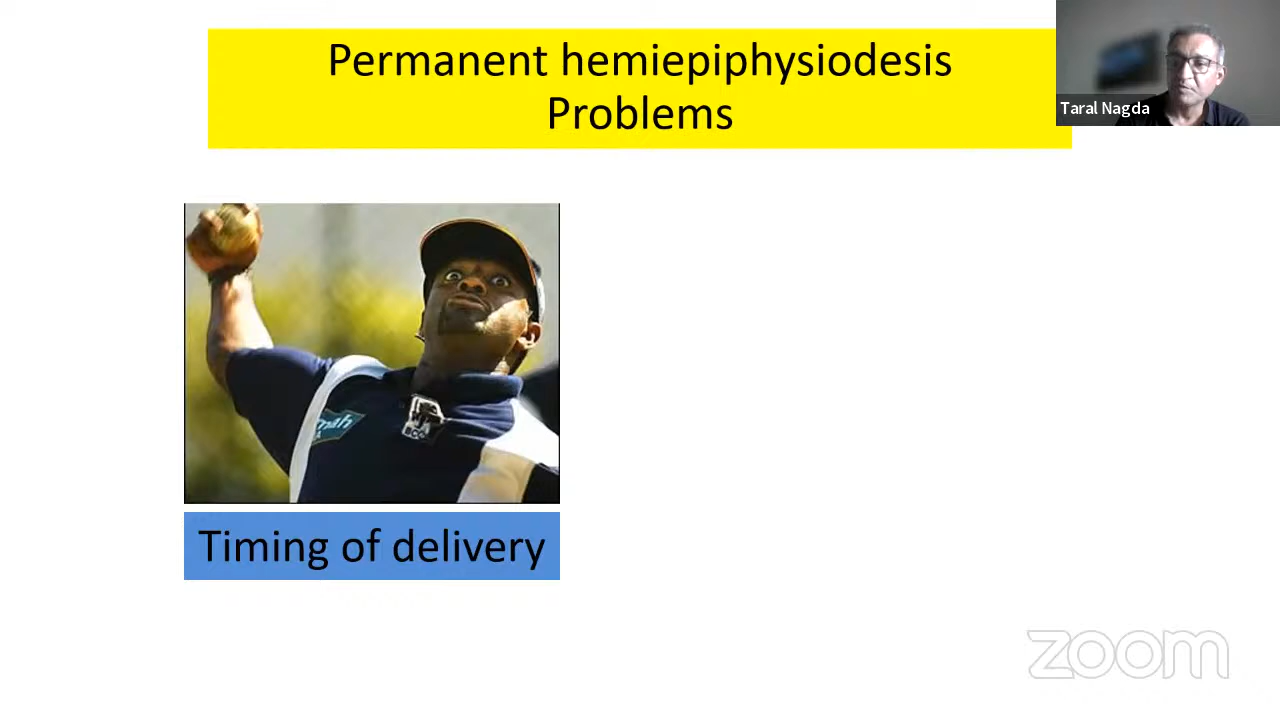 Permanent hemiepiphysiodesis
Problems
Taral Nagda
Timing of delivery
zoom